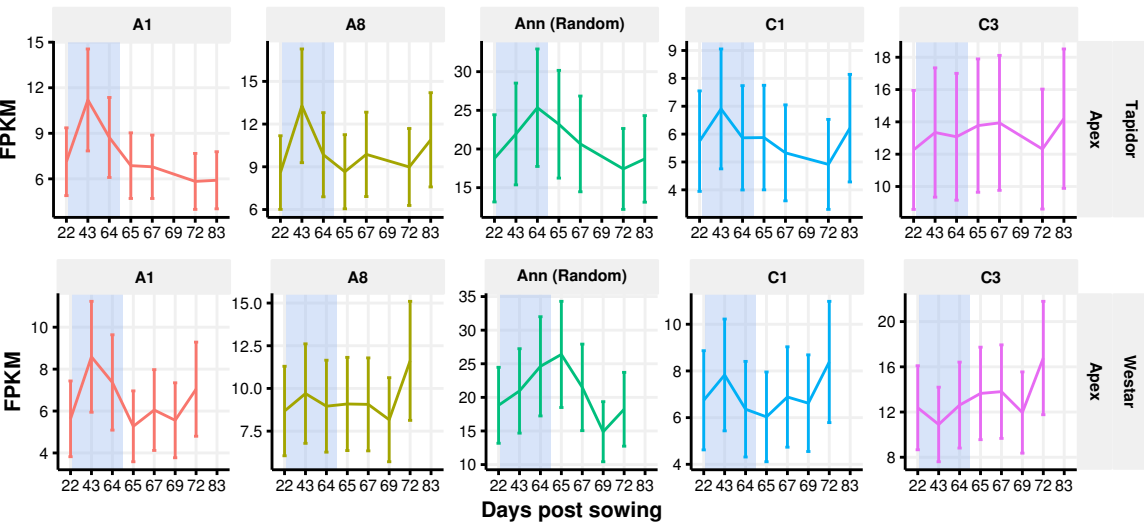 A1 A8 Ann (Random) C1 C3
15 12 9 6
15 12 9 6
30 25 20 15
9 8 7 6 5 4
18 16 14 12 10
FPKM
Tapidor
Apex
22 43 64 65 67 69 72 83
22 43 64 65 67 69 72 83
22 43 64 65 67 69 72 83
22 43 64 65 67 69 72 83
22 43 64 65 67 69 72 83
A1 A8 Ann (Random) C1 C3
10 8 6 4
15.0 12.5 10.0 7.5
35 30 25 20 15 10
10 8 6 4
20 16 12 8
FPKM
Westar
Apex
22 43 64 65 67 69 72 83
22 43 64 65 67 69 72 83
22 43 64 65 67 69 72 83
22 43 64 65 67 69 72 83
22 43 64 65 67 69 72 83
Days post sowing